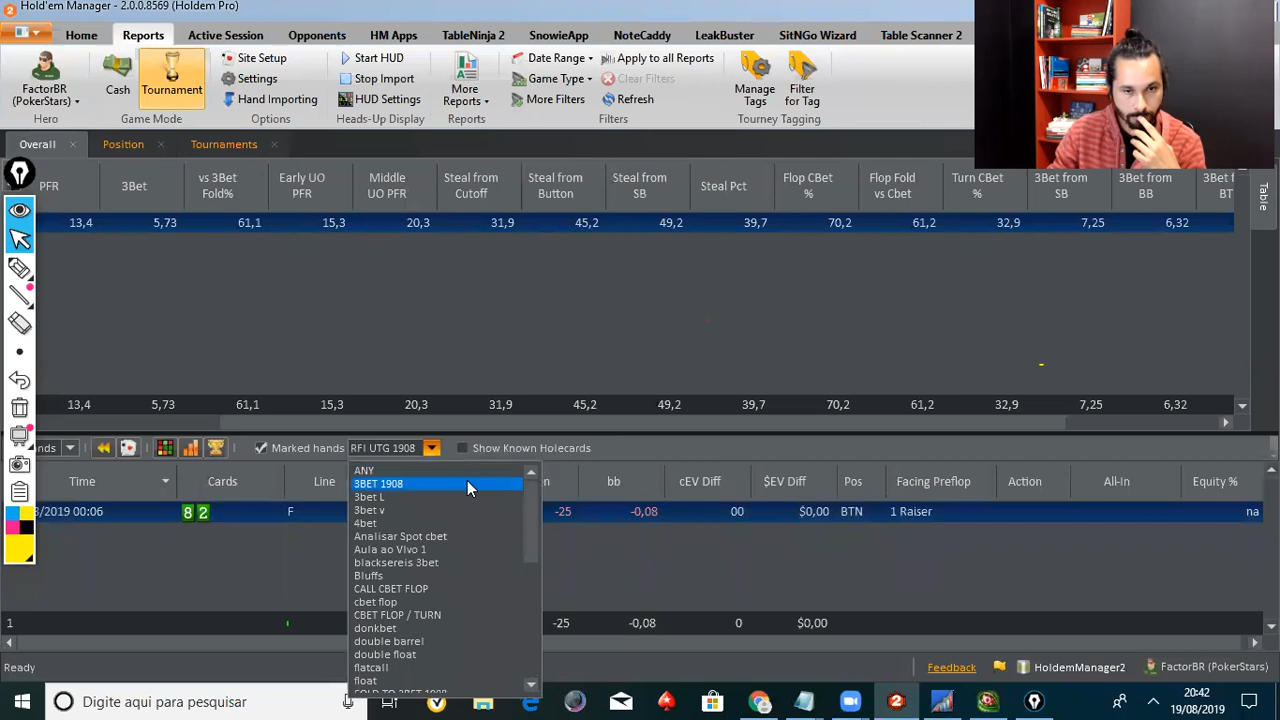 Hold'em Manager - 2.0.0.8569 (Holdem Pro)
Home Reports Active Session Opponents HM Apps TableNinja 2 SnowieApp NoteCaddy LeakBuster SitNGo Wizard Table Scanner 2
FactorBR (PokerStars)
Hero
Cash
Tournament
Game Mode
Site Setup
Settings
Hand Importing
Options
Start HUD
Stop Import
HUD Settings
Heads-Up Display
More Reports
Reports
Date Range
Game Type
More Filters
Apply to all Reports
Clear Filters
Refresh
Filters
Manage Tags
Filter for Tag
Tourney Tagging
Overall Position Tournaments
PFR 3Bet vs 3Bet Fold% Early UO PFR Middle UO PFR Steal from Cutoff Steal from Button Steal from SB Steal Pct Flop CBet % Flop Fold vs Cbet Turn CBet % 3Bet from SB 3Bet from BB
Table
13,4 5,73 61,1 15,3 20,3 31,9 45,2 49,2 39,7 70,2 61,2 32,9 7,25 6,32
13,4 5,73 61,1 15,3 20,3 31,9 45,2 49,2 39,7 70,2 61,2 32,9 7,25 6,32
Marked hands RFI UTG 1908 Show Known Holecards
Time Cards Line bb cEV Diff $EV Diff Pos Facing Preflop Action All-In Equity %
/2019 00:06 8 2 F -25 -0,08 00 $0,00 BTN 1 Raiser na
ANY
3BET 1908
3bet L
3bet v
4bet
Analisar Spot cbet
Aula ao VIvo 1
blacksereis 3bet
Bluffs
CALL CBET FLOP
cbet flop
CBET FLOP / TURN
donkbet
double barrel
double float
flatcall
float
1 -25 -0,08 0 $0,00
Ready Feedback HoldemManager2 FactorBR (PokerStars)
Digite aqui para pesquisar
20:42
19/08/2019